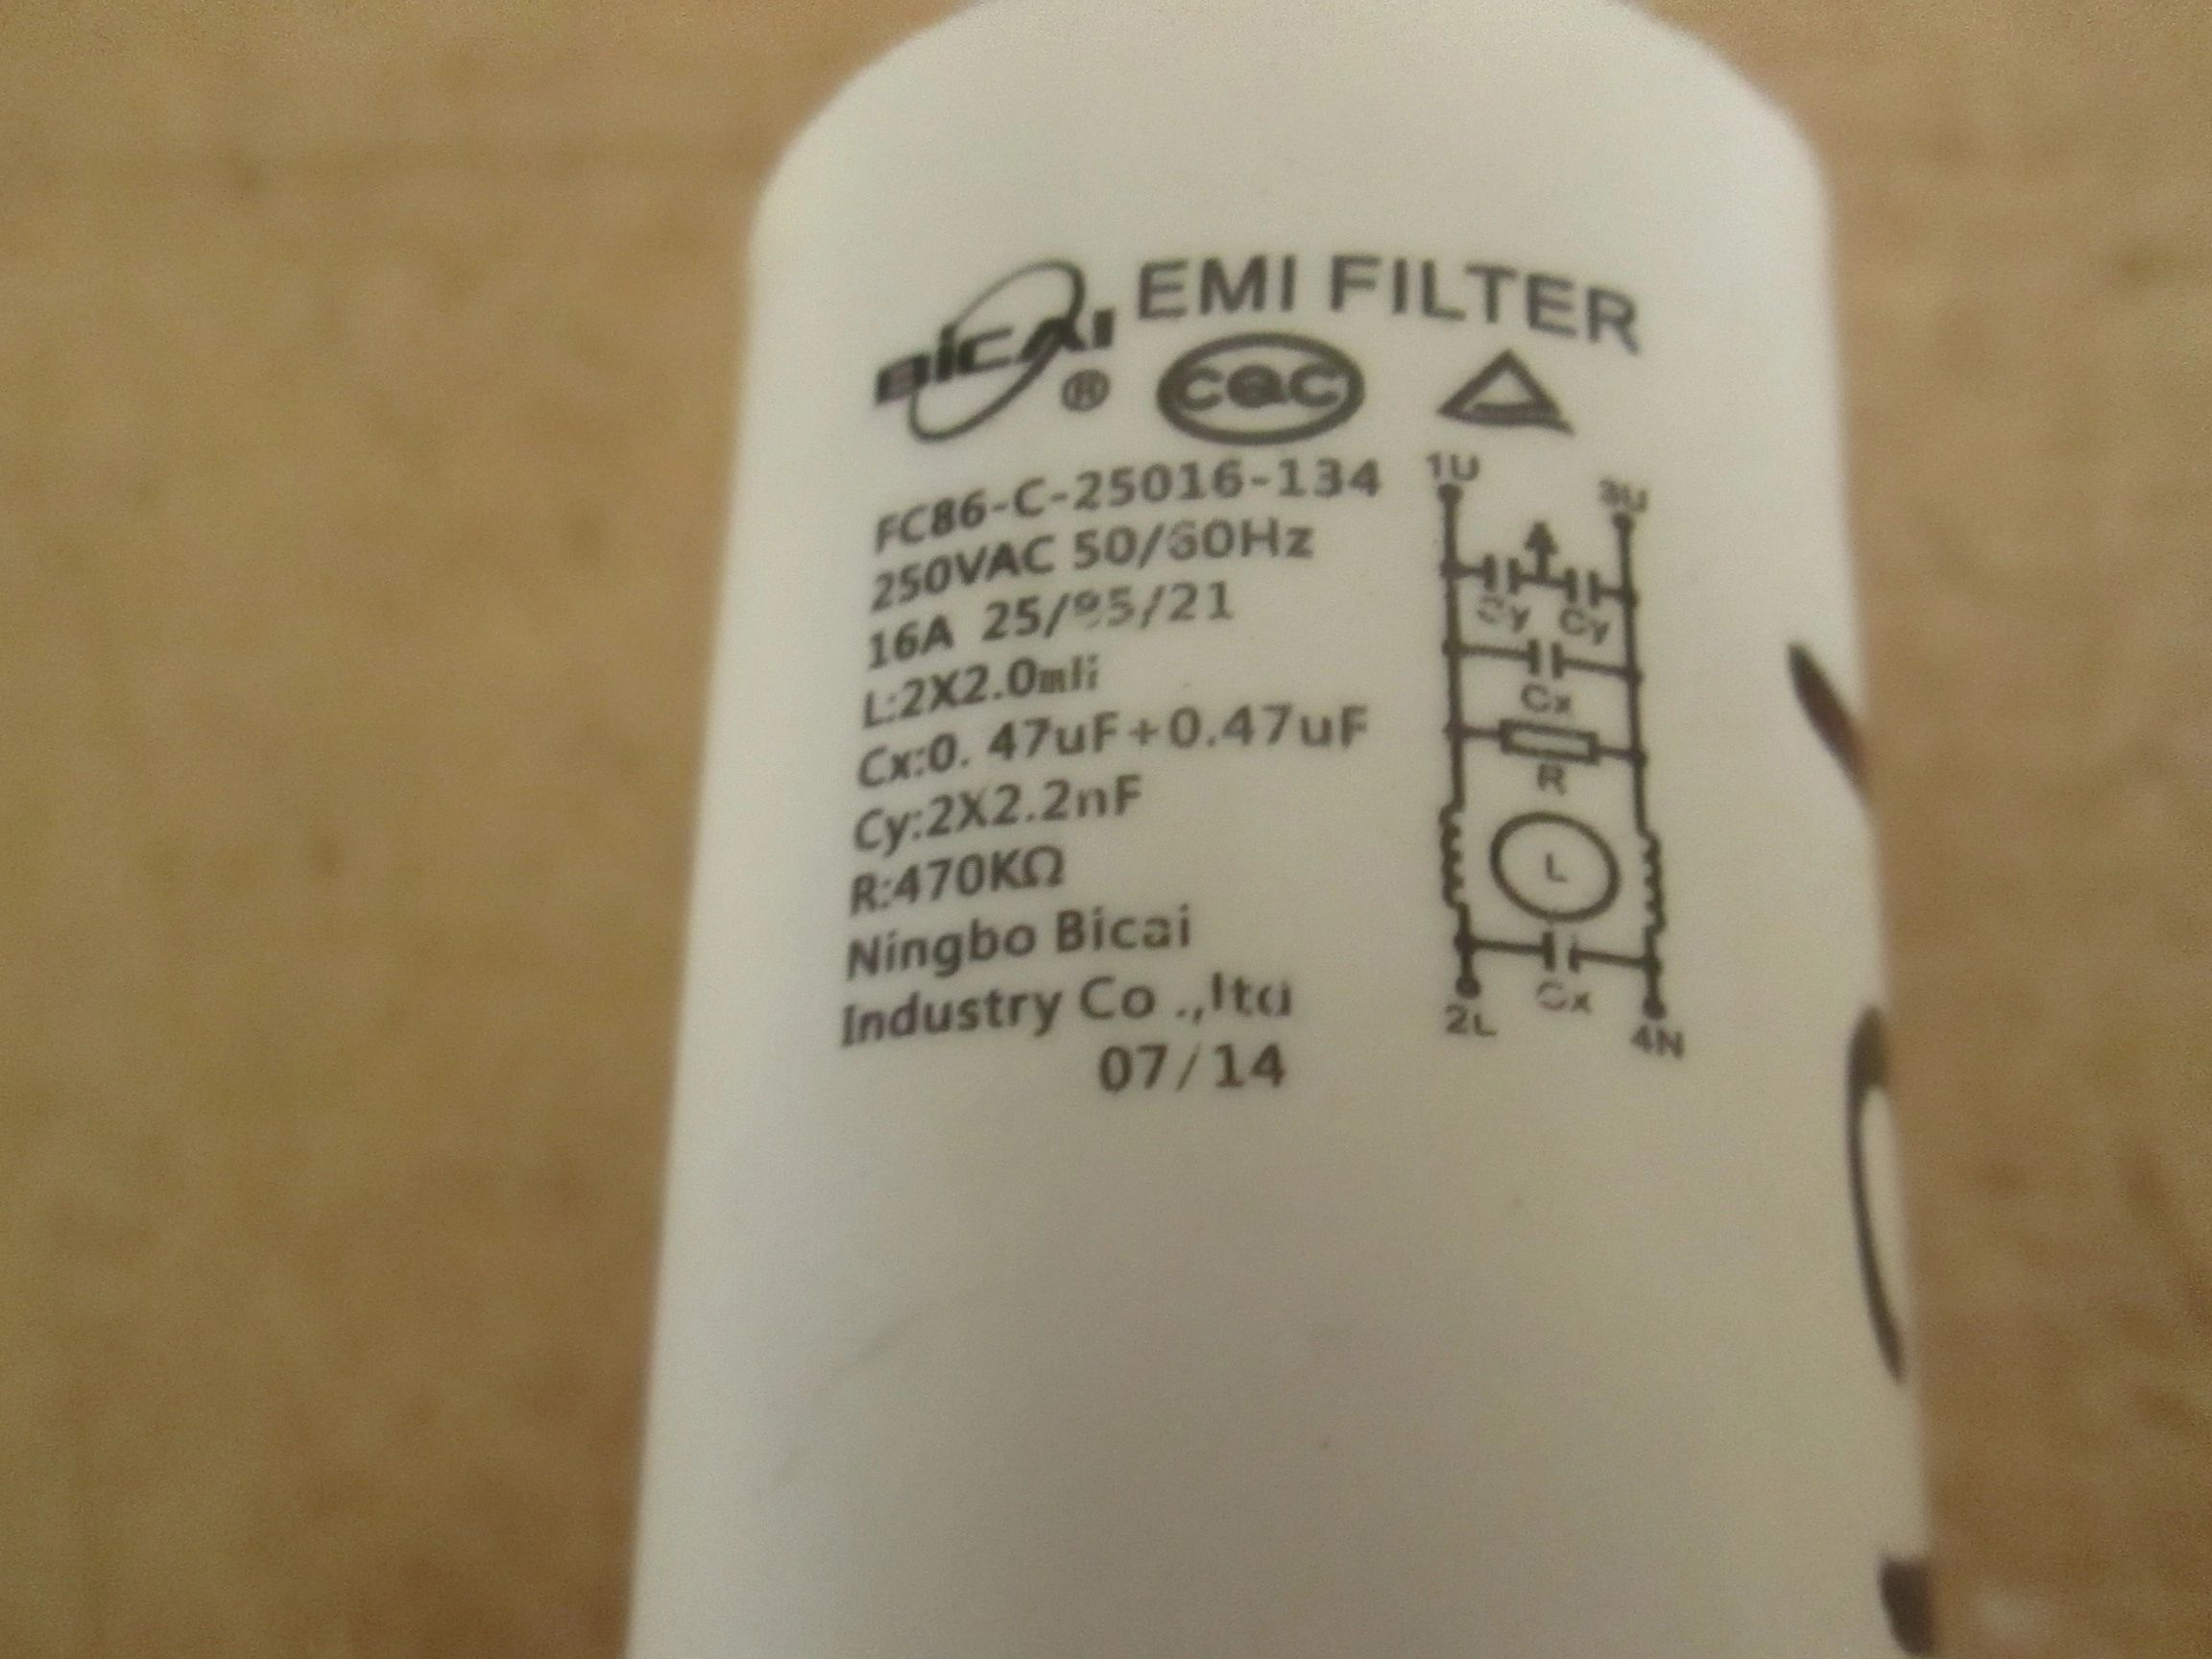 BiCAI ® EMI FILTER
CQC
FC86-C-25016-134
250VAC 50/60Hz
16A 25/85/21
L:2X2.0mH
Cx:0. 47uF+0.47uF
Cy:2X2.2nF
R:470KΩ
Ningbo Bicai
Industry Co .,ltd
07/14
1U 3U
Cy Cy
Cx
R
L
Cx
2L 4N